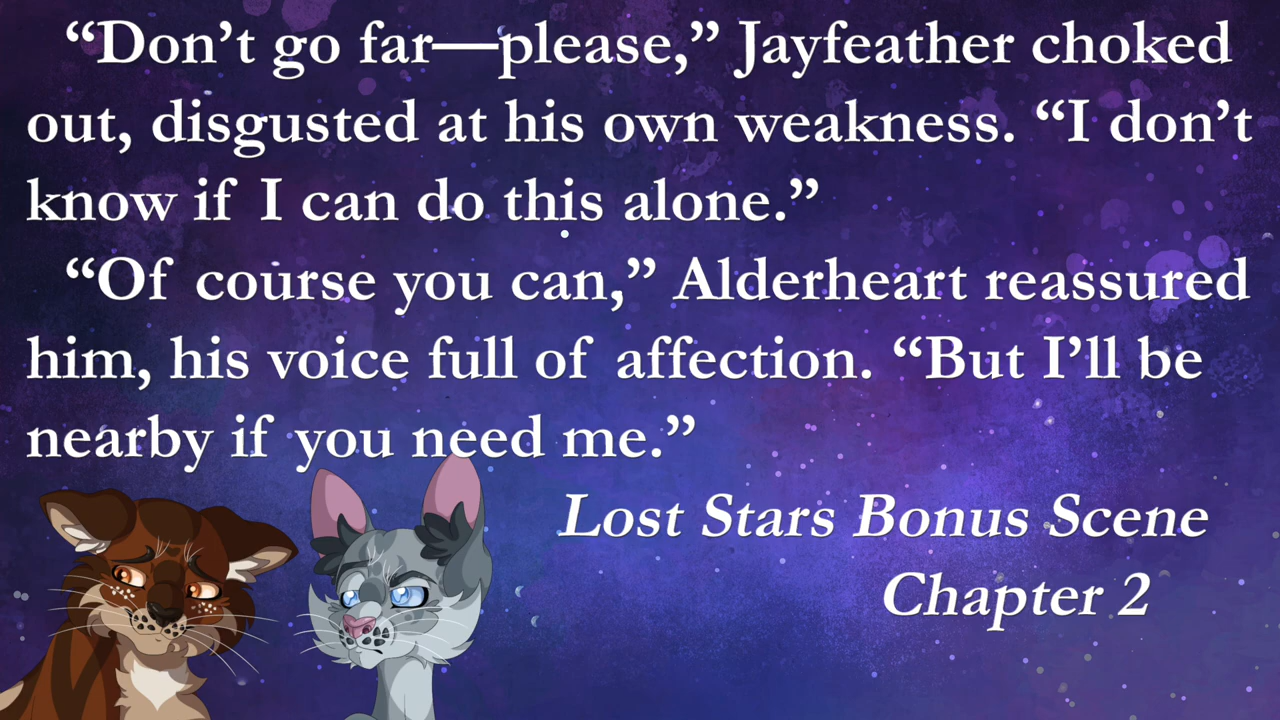 “Don’t go far—please,” Jayfeather choked
out, disgusted at his own weakness. “I don’t
know if I can do this alone.”
“Of course you can,” Alderheart reassured
him, his voice full of affection. “But I’ll be
nearby if you need me.”
Lost Stars Bonus Scene
Chapter 2